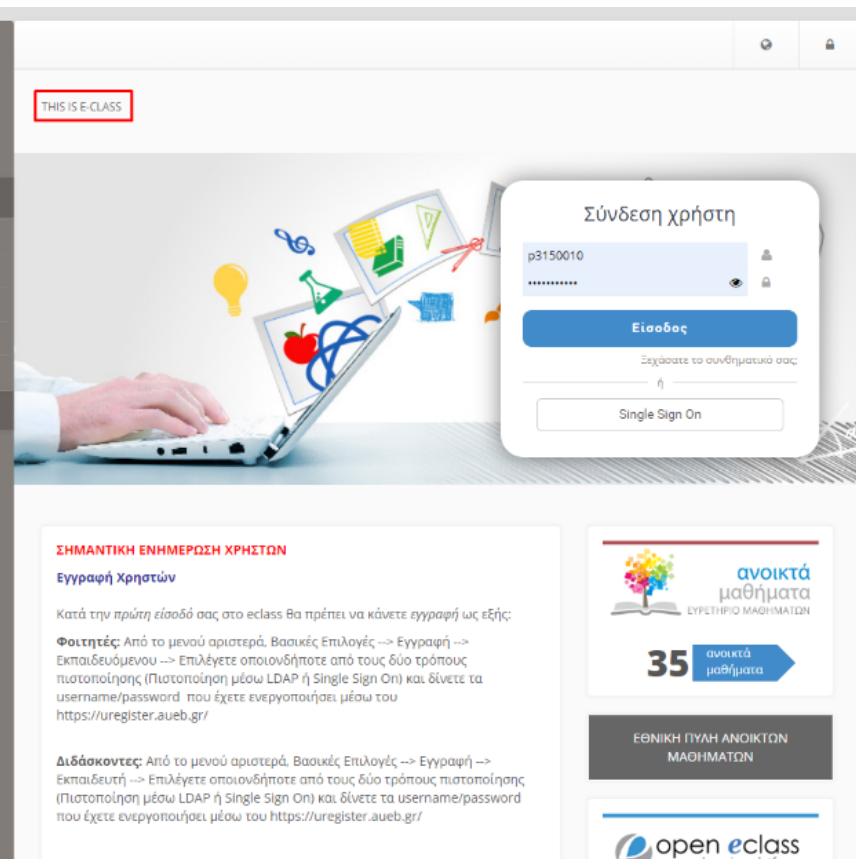 THIS IS E-CLASS
Σύνδεση χρήστη
p3150010
•••••••••••
Είσοδος
Ξεχάσατε το συνθηματικό σας;
ή
Single Sign On
ΣΗΜΑΝΤΙΚΗ ΕΝΗΜΕΡΩΣΗ ΧΡΗΣΤΩΝ
Εγγραφή Χρηστών
Κατά την πρώτη είσοδό σας στο eclass θα πρέπει να κάνετε εγγραφή ως εξής:
Φοιτητές: Από το μενού αριστερά, Βασικές Επιλογές --> Εγγραφή -->
Εκπαιδευόμενου --> Επιλέγετε οποιονδήποτε από τους δύο τρόπους
πιστοποίησης (Πιστοποίηση μέσω LDAP ή Single Sign On) και δίνετε τα
username/password που έχετε ενεργοποιήσει μέσω του
https://uregister.aueb.gr/
Διδάσκοντες: Από το μενού αριστερά, Βασικές Επιλογές --> Εγγραφή -->
Εκπαιδευτή --> Επιλέγετε οποιονδήποτε από τους δύο τρόπους πιστοποίησης
(Πιστοποίηση μέσω LDAP ή Single Sign On) και δίνετε τα username/password
που έχετε ενεργοποιήσει μέσω του https://uregister.aueb.gr/
ανοικτά
μαθήματα
ΕΥΡΕΤΗΡΙΟ ΜΑΘΗΜΑΤΩΝ
35 ανοικτά
μαθήματα
ΕΘΝΙΚΗ ΠΥΛΗ ΑΝΟΙΚΤΩΝ
ΜΑΘΗΜΑΤΩΝ
open eclass